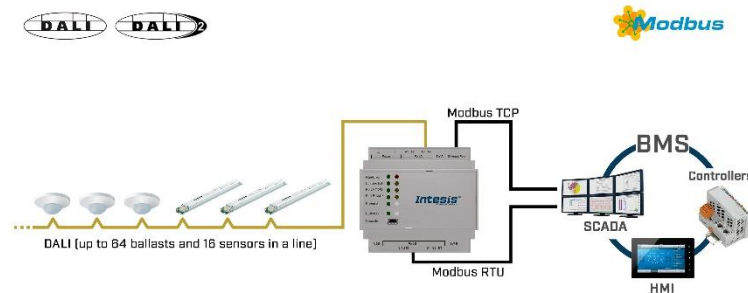 DALI DALI 2
Modbus
Modbus TCP
BMS
Controllers
Intesis
SCADA
DALI (up to 64 ballasts and 16 sensors in a line)
Modbus RTU
HMI